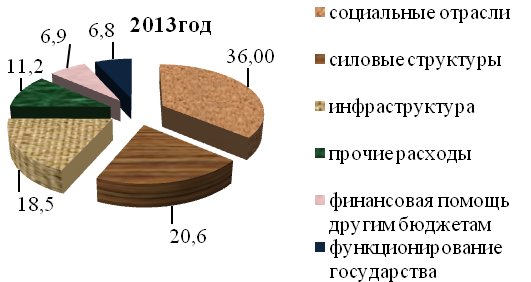 2013год
6,9
6,8
36,00
11,2
18,5
20,6
социальные отрасли
силовые структуры
инфраструктура
прочие расходы
финансовая помощь
другим бюджетам
функционирование
государства